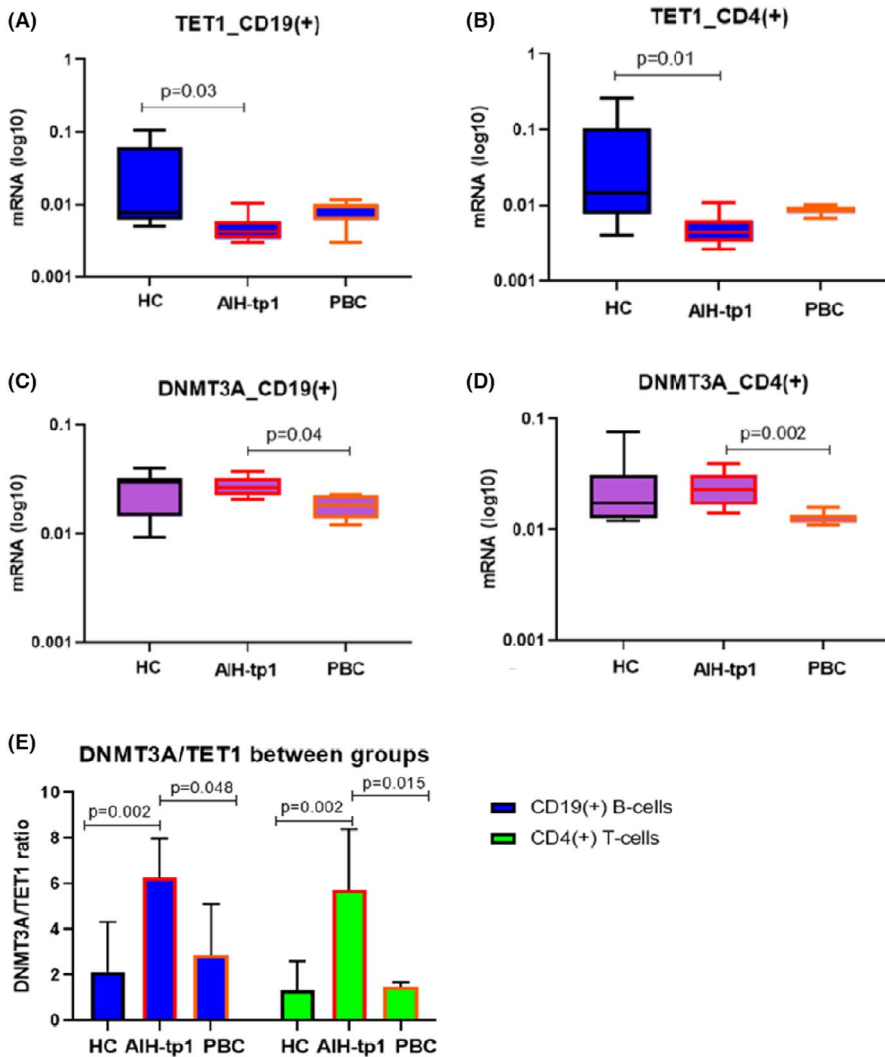 (A)
TET1_CD19(+)
mRNA (log10)
1
0.1
0.01
0.001
p=0.03
HC AIH-tp1 PBC
(B)
TET1_CD4(+)
mRNA (log10)
1
0.1
0.01
0.001
p=0.01
HC AIH-tp1 PBC
(C)
DNMT3A_CD19(+)
mRNA (log10)
0.1
0.01
0.001
p=0.04
HC AIH-tp1 PBC
(D)
DNMT3A_CD4(+)
mRNA (log10)
0.1
0.01
0.001
p=0.002
HC AIH-tp1 PBC
(E)
DNMT3A/TET1 between groups
DNMT3A/TET1 ratio
10
8
6
4
2
0
p=0.002
p=0.048
p=0.002
p=0.015
HC AIH-tp1 PBC HC AIH-tp1 PBC
CD19(+) B-cells
CD4(+) T-cells